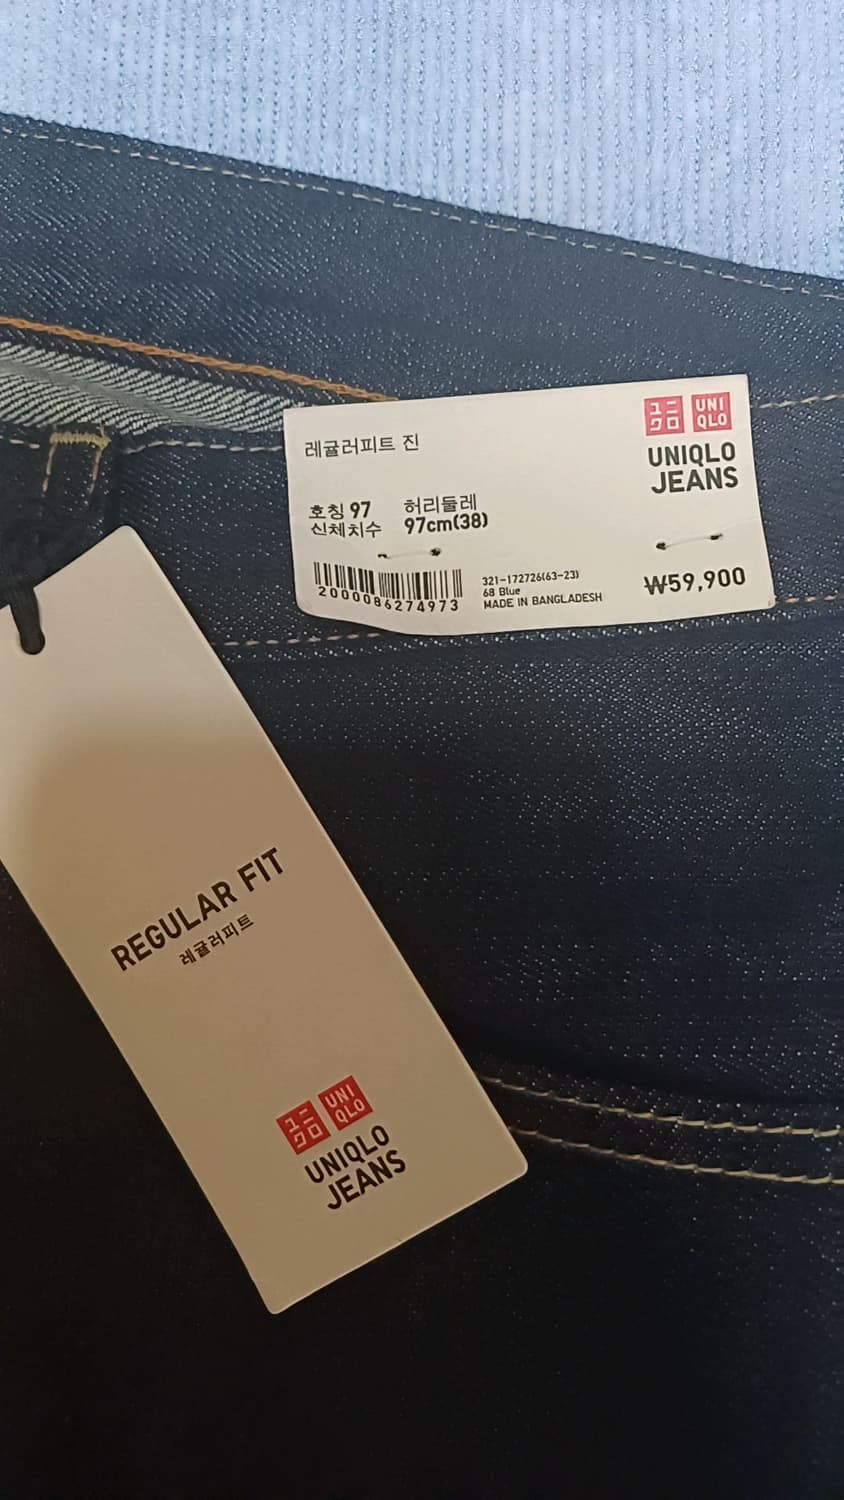 레귤러피트 진
ユニ UNI
クロ QLO
UNIQLO
JEANS
호칭 97 허리둘레
신체치수 97cm(38)
2000086274973
321-172726(63-23)
68 Blue
MADE IN BANGLADESH
₩59,900
REGULAR FIT
레귤러피트
ユニ UNI
クロ QLO
UNIQLO
JEANS